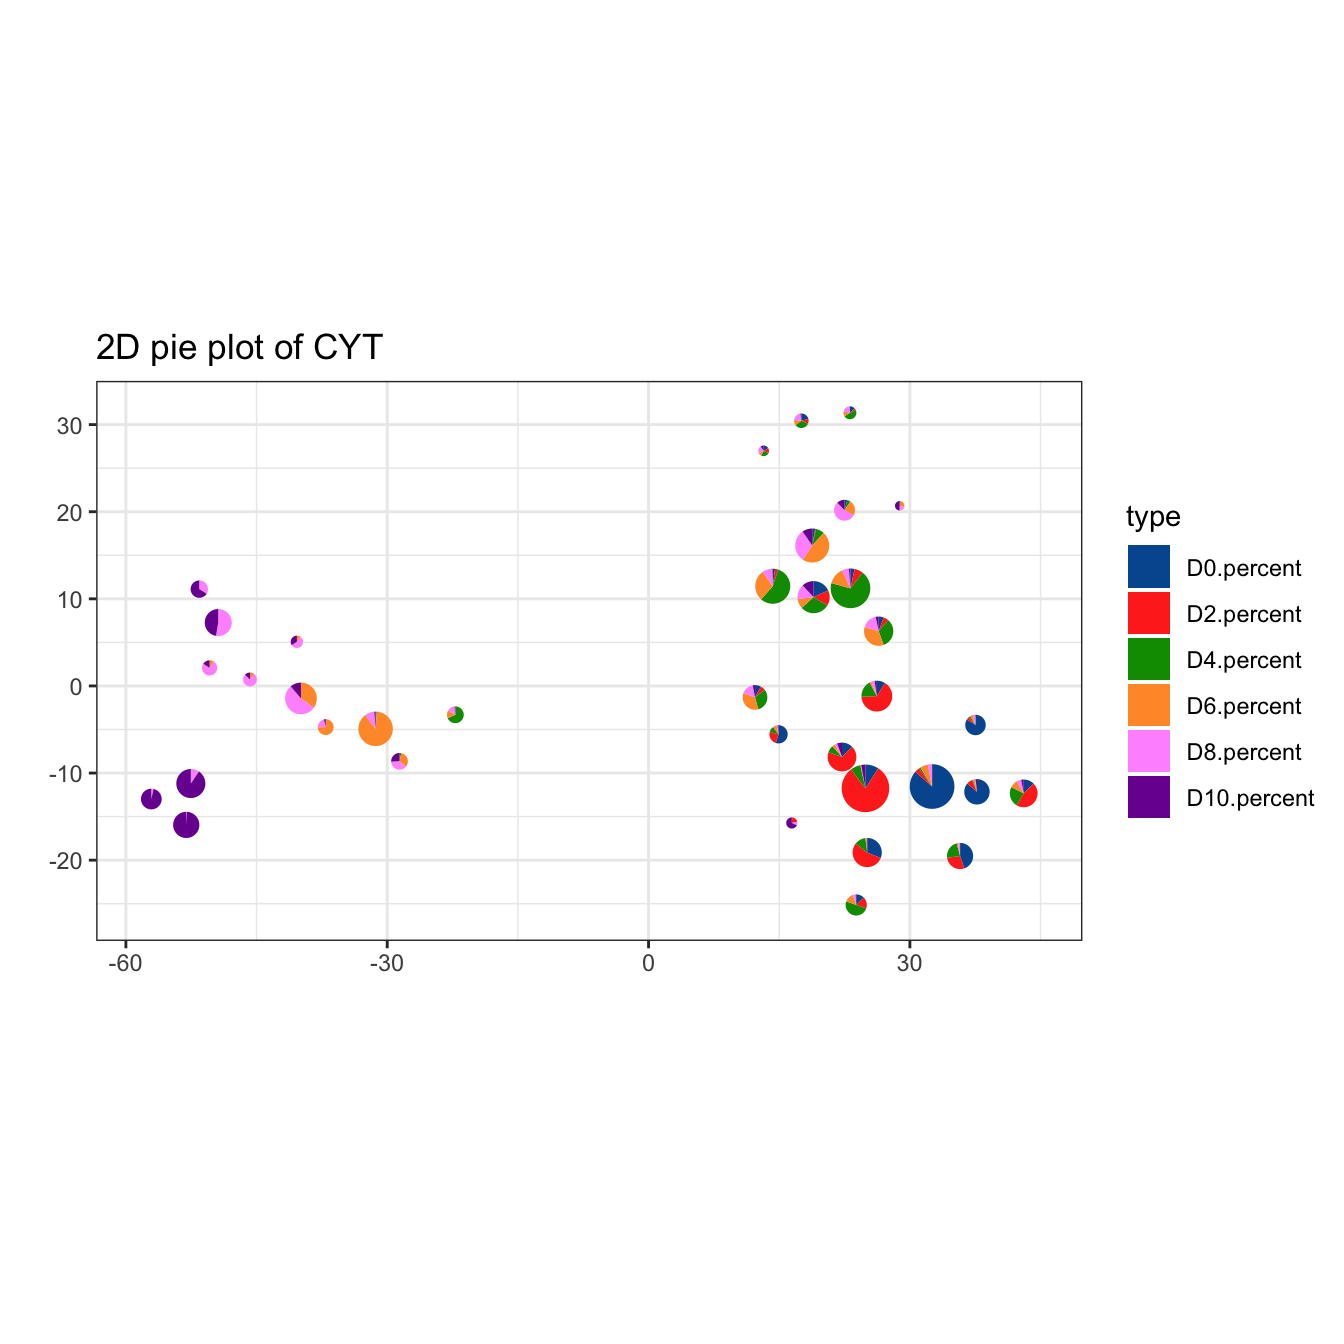 2D pie plot of CYT
30
20
10
0
-10
-20
-60
-30
0
30
type
D0.percent
D2.percent
D4.percent
D6.percent
D8.percent
D10.percent